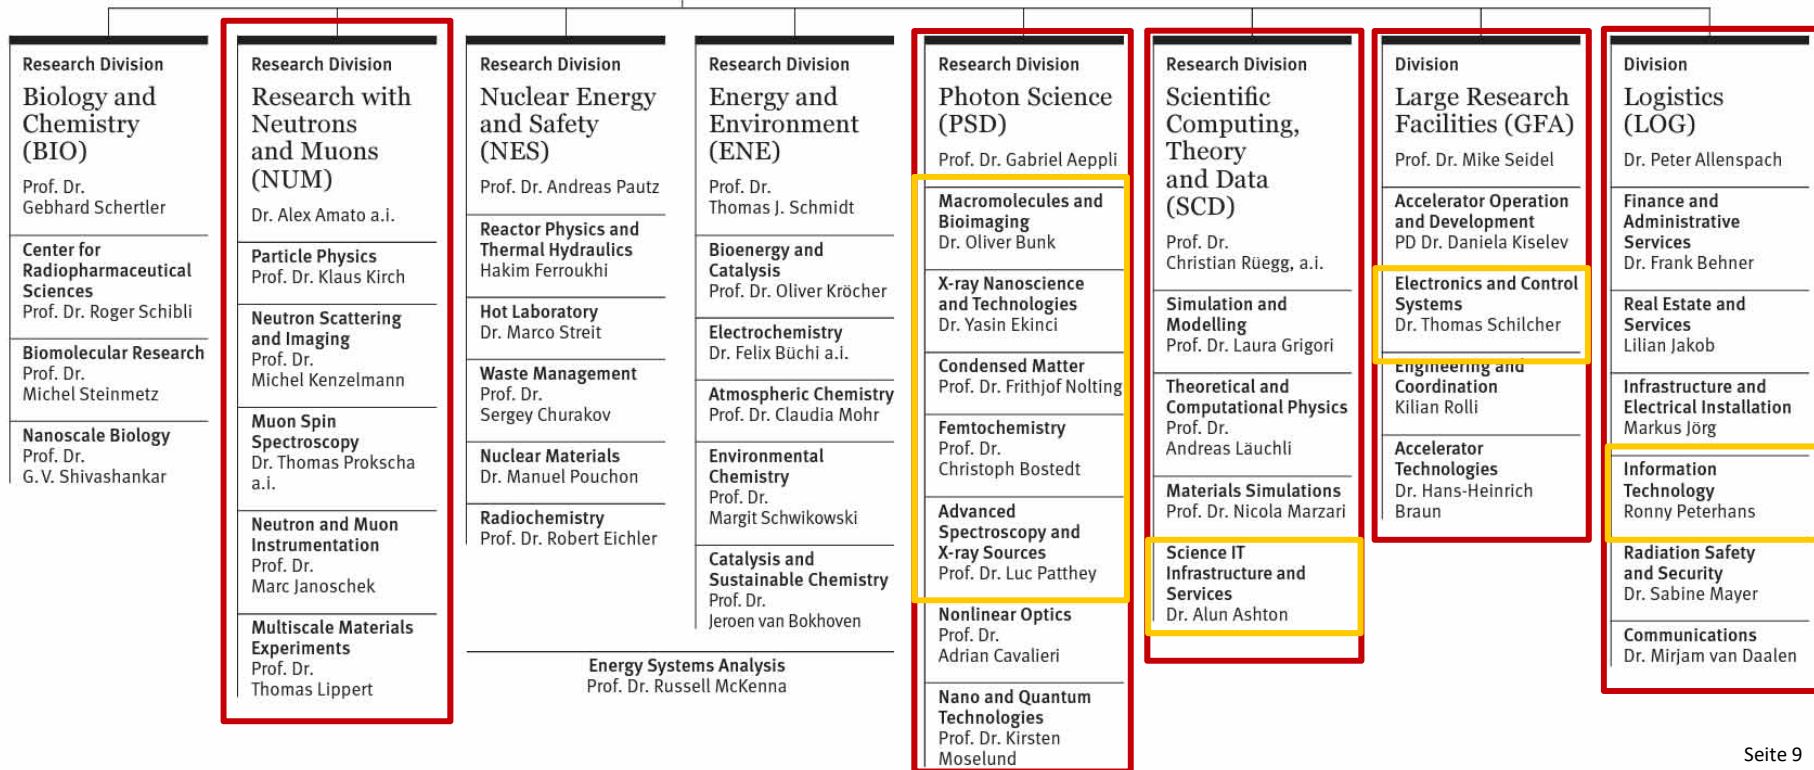 Research Division
Biology and
Chemistry
(BIO)
Prof. Dr.
Gebhard Schertler
Center for
Radiopharmaceutical
Sciences
Prof. Dr. Roger Schibli
Biomolecular Research
Prof. Dr.
Michel Steinmetz
Nanoscale Biology
Prof. Dr.
G. V. Shivashankar
Research Division
Research with
Neutrons
and Muons
(NUM)
Dr. Alex Amato a.i.
Particle Physics
Prof. Dr. Klaus Kirch
Neutron Scattering
and Imaging
Prof. Dr.
Michel Kenzelmann
Muon Spin
Spectroscopy
Dr. Thomas Prokscha
a.i.
Neutron and Muon
Instrumentation
Prof. Dr.
Marc Janoschek
Multiscale Materials
Experiments
Prof. Dr.
Thomas Lippert
Research Division
Nuclear Energy
and Safety
(NES)
Prof. Dr. Andreas Pautz
Reactor Physics and
Thermal Hydraulics
Hakim Ferroukhi
Hot Laboratory
Dr. Marco Streit
Waste Management
Prof. Dr.
Sergey Churakov
Nuclear Materials
Dr. Manuel Pouchon
Radiochemistry
Prof. Dr. Robert Eichler
Research Division
Energy and
Environment
(ENE)
Prof. Dr.
Thomas J. Schmidt
Bioenergy and
Catalysis
Prof. Dr. Oliver Kröcher
Electrochemistry
Dr. Felix Büchi a.i.
Atmospheric Chemistry
Prof. Dr. Claudia Mohr
Environmental
Chemistry
Prof. Dr.
Margit Schwikowski
Catalysis and
Sustainable Chemistry
Prof. Dr.
Jeroen van Bokhoven
Energy Systems Analysis
Prof. Dr. Russell McKenna
Research Division
Photon Science
(PSD)
Prof. Dr. Gabriel Aeppli
Macromolecules and
Bioimaging
Dr. Oliver Bunk
X-ray Nanoscience
and Technologies
Dr. Yasin Ekinci
Condensed Matter
Prof. Dr. Frithjof Nolting
Femtochemistry
Prof. Dr.
Christoph Bostedt
Advanced
Spectroscopy and
X-ray Sources
Prof. Dr. Luc Patthey
Nonlinear Optics
Prof. Dr.
Adrian Cavalieri
Nano and Quantum
Technologies
Prof. Dr. Kirsten
Moselund
Research Division
Scientific
Computing,
Theory
and Data
(SCD)
Prof. Dr.
Christian Rüegg, a.i.
Simulation and
Modelling
Prof. Dr. Laura Grigori
Theoretical and
Computational Physics
Prof. Dr.
Andreas Läuchli
Materials Simulations
Prof. Dr. Nicola Marzari
Science IT
Infrastructure and
Services
Dr. Alun Ashton
Division
Large Research
Facilities (GFA)
Prof. Dr. Mike Seidel
Accelerator Operation
and Development
PD Dr. Daniela Kiselev
Electronics and Control
Systems
Dr. Thomas Schilcher
Engineering and
Coordination
Kilian Rolli
Accelerator
Technologies
Dr. Hans-Heinrich
Braun
Division
Logistics
(LOG)
Dr. Peter Allenspach
Finance and
Administrative
Services
Dr. Frank Behner
Real Estate and
Services
Lilian Jakob
Infrastructure and
Electrical Installation
Markus Jörg
Information
Technology
Ronny Peterhans
Radiation Safety
and Security
Dr. Sabine Mayer
Communications
Dr. Mirjam van Daalen
Seite 9